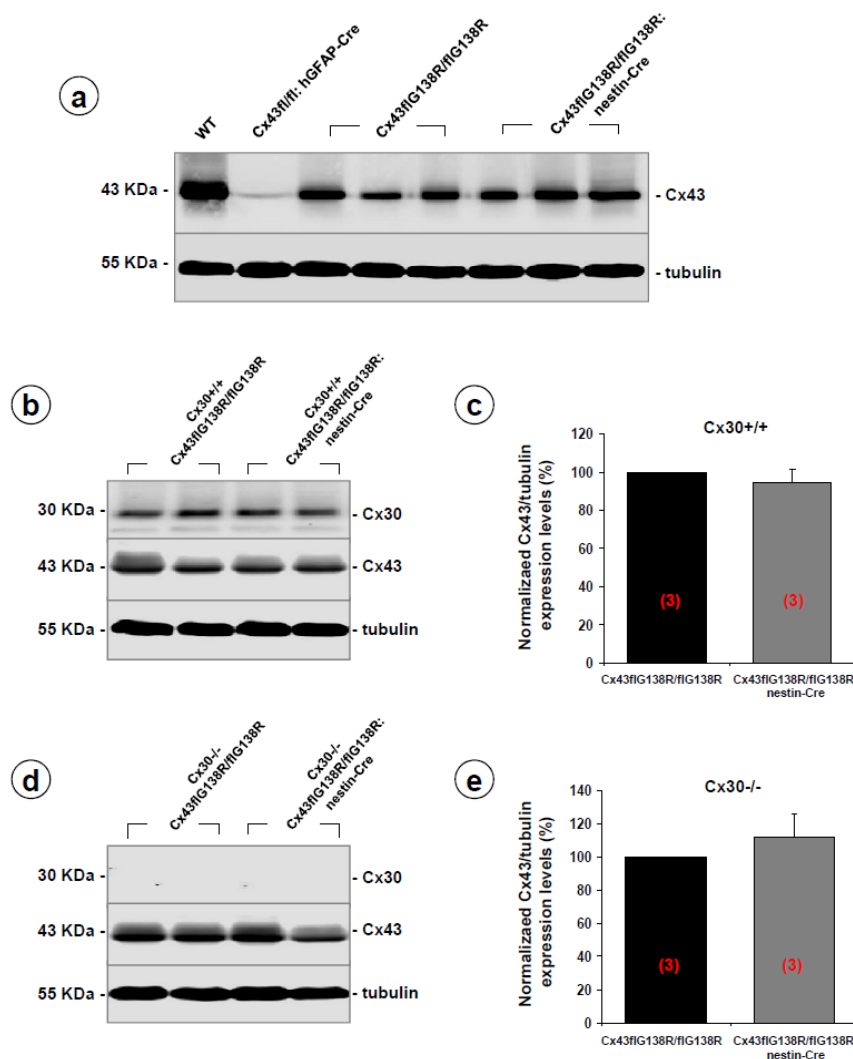 a
WT
Cx43fl/fl: hGFAP-Cre
Cx43flG138R/flG138R
Cx43flG138R/flG138R:
nestin-Cre
43 KDa -
- Cx43
55 KDa -
- tubulin
b
Cx30+/+
Cx43flG138R/flG138R
Cx30+/+
Cx43flG138R/flG138R:
nestin-Cre
30 KDa -
- Cx30
43 KDa -
- Cx43
55 KDa -
- tubulin
c
Cx30+/+
Normalizaed Cx43/tubulin
expression levels (%)
120
100
80
60
40
20
0
(3)
(3)
Cx43flG138R/flG138R
Cx43flG138R/flG138R
nestin-Cre
d
Cx30-/-
Cx43flG138R/flG138R
Cx30-/-
Cx43flG138R/flG138R:
nestin-Cre
30 KDa -
- Cx30
43 KDa -
- Cx43
55 KDa -
- tubulin
e
Cx30-/-
Normalizaed Cx43/tubulin
expression levels (%)
140
120
100
80
60
40
20
0
(3)
(3)
Cx43flG138R/flG138R
Cx43flG138R/flG138R
nestin-Cre